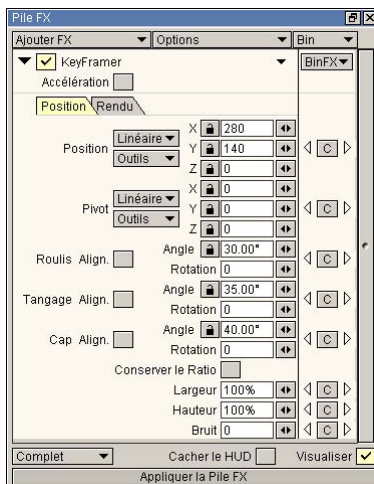 Pile FX
Ajouter FX Options Bin
KeyFramer BinFX
Accélération
Position Rendu
Linéaire X 280
Position Y 140 C
Outils Z 0
Linéaire X 0
Pivot Y 0 C
Outils Z 0
Angle 30.00°
Roulis Align. C
Rotation 0
Angle 35.00°
Tangage Align. C
Rotation 0
Angle 40.00°
Cap Align. C
Rotation 0
Conserver le Ratio
Largeur 100% C
Hauteur 100% C
Bruit 0 C
Complet Cacher le HUD Visualiser
Appliquer la Pile FX